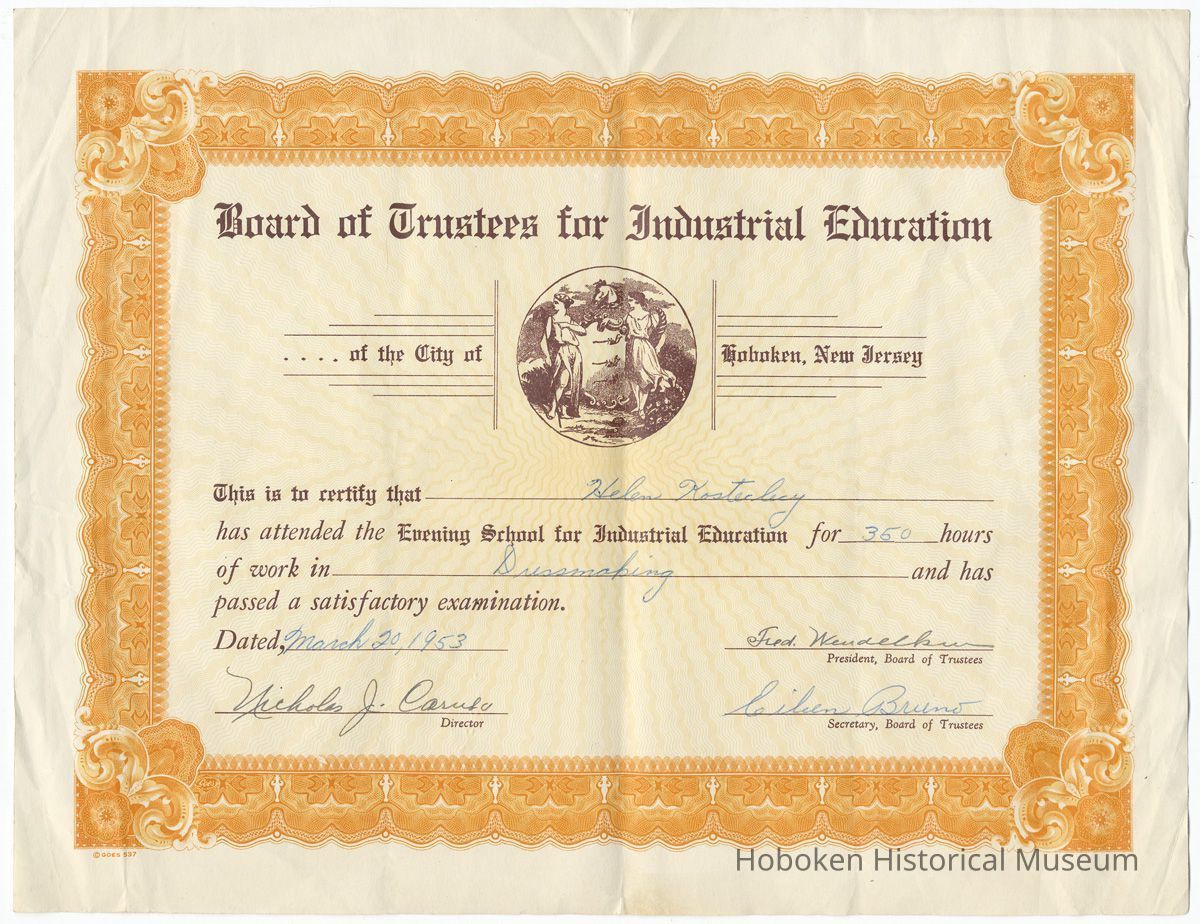 Board of Trustees for Industrial Education
. . . . of the City of
Hoboken, New Jersey
This is to certify that Helen
has attended the Evening School for Industrial Education for 350 hours
of work in Dressmaking and has
passed a satisfactory examination.
Dated, March 20, 1953
Fred.
President, Board of Trustees
Nicholas J. Caruso
Director
Eileen Bruno
Secretary, Board of Trustees
© GOES 537
Hoboken Historical Museum